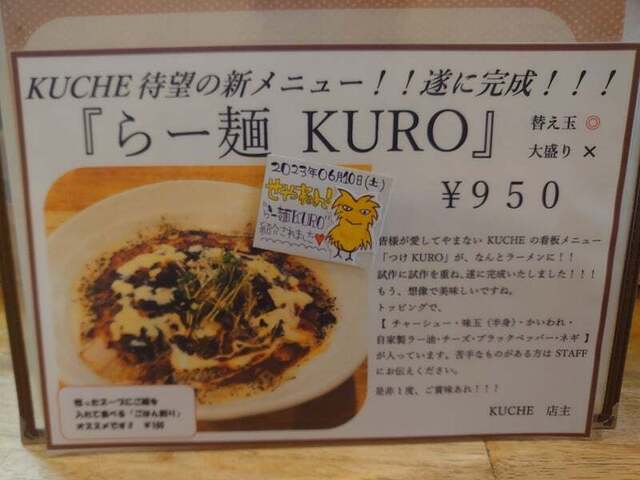 KUCHE 待望の新メニュー!!遂に完成!!!
『らー麺 KURO』
替え玉 ◎
大盛り ×
¥950
2023年06月10日(土)
せやねん!
"らー麺KURO"
紹介されました♥
皆様が愛してやまない KUCHE の看板メニュー
「つけ KURO」が、なんとラーメンに!!
試作に試作を重ね、遂に完成いたしました!!!
もう、想像で美味しいですね。
トッピングで、
【 チャーシュー・味玉(半身)・かいわれ・
自家製ラー油・チーズ・ブラックペッパー・ネギ 】
が入っています。苦手なものがある方は STAFF
にお伝えください。
是非1度、ご賞味あれ!!!
KUCHE 店主
残ったスープにご飯を
入れて食べる「ごはん割り」
オススメです! ¥100